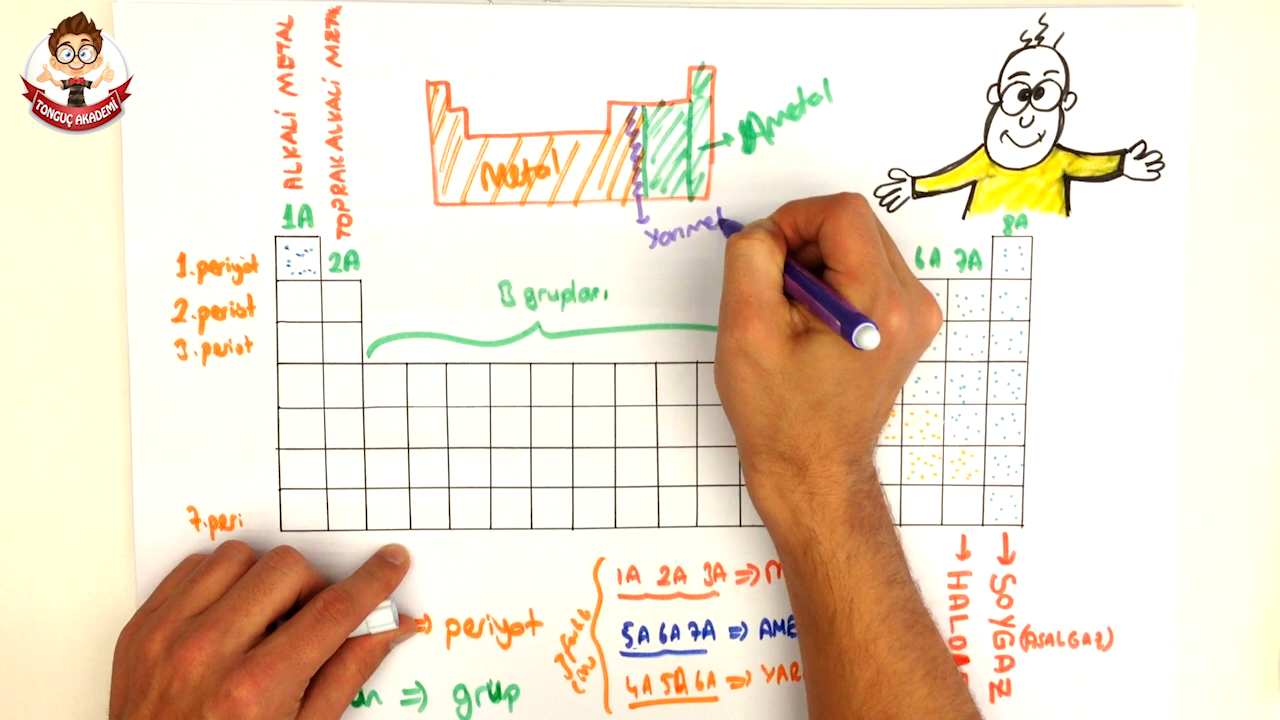 TONGUÇ AKADEMİ
ALKALİ METAL
TOPRAKALKALİ META
Metal
Ametal
Yarımet
1A
2A
6A 7A
8A
1.periyot
2.periot
3.periot
7.peri
B grupları
⇒ periyot
⇒ grup
1A 2A 3A ⇒ M
5A 6A 7A ⇒ AME
4A 5A 6A ⇒ YAR
→ HALO
→ SOYGAZ
(ASALGAZ)